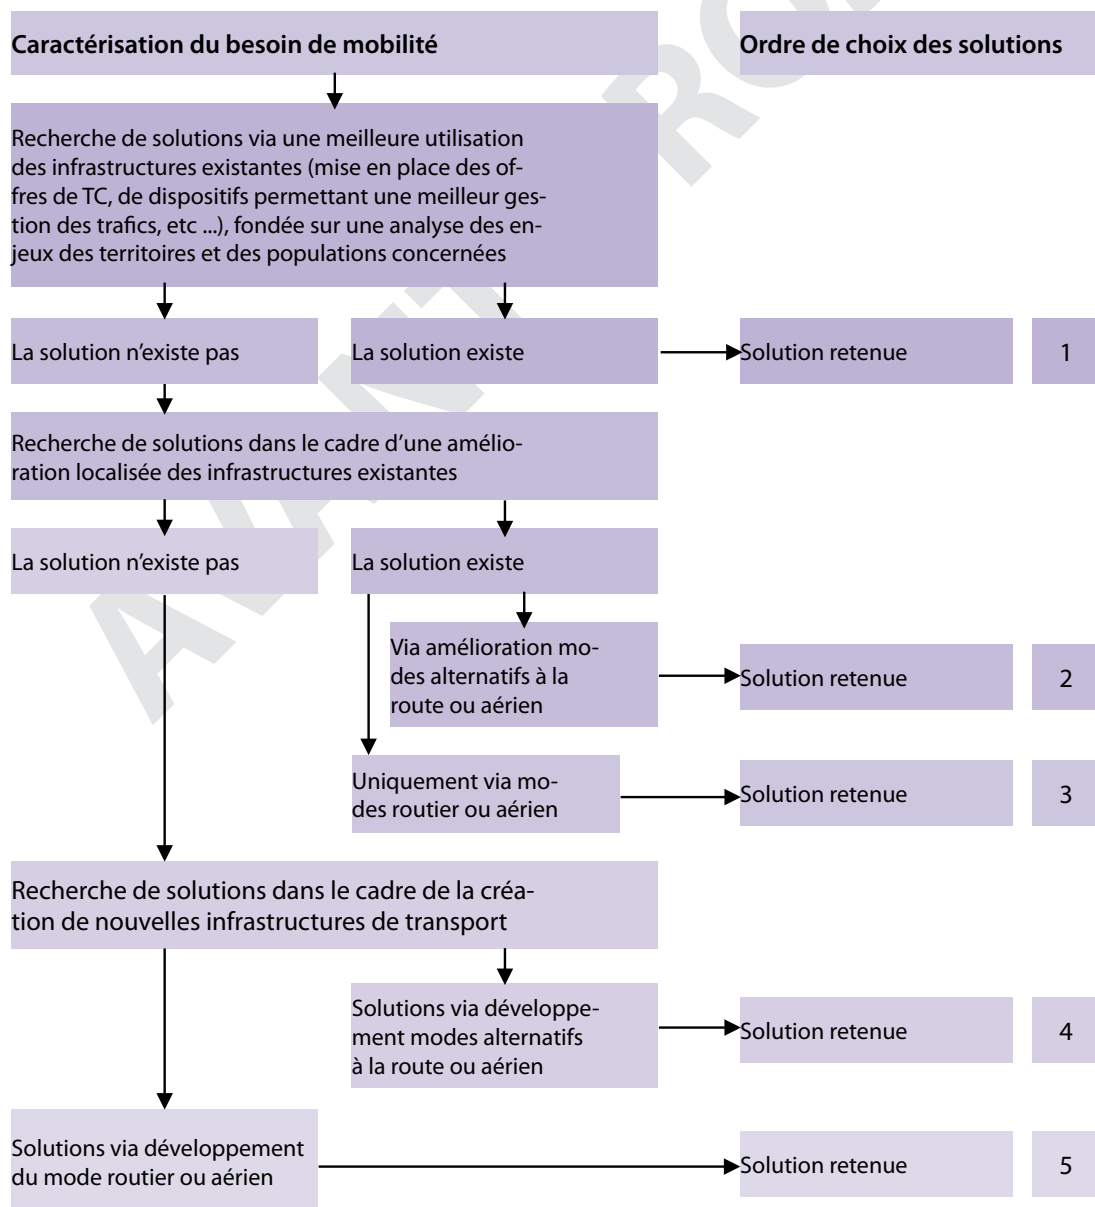 Caractérisation du besoin de mobilité
Ordre de choix des solutions
Recherche de solutions via une meilleure utilisation
des infrastructures existantes (mise en place des of-
fres de TC, de dispositifs permettant une meilleur ges-
tion des trafics, etc ...), fondée sur une analyse des en-
jeux des territoires et des populations concernées
La solution n'existe pas
La solution existe
Solution retenue
1
Recherche de solutions dans le cadre d'une amélio-
ration localisée des infrastructures existantes
La solution n'existe pas
La solution existe
Via amélioration mo-
des alternatifs à la
route ou aérien
Solution retenue
2
Uniquement via mo-
des routier ou aérien
Solution retenue
3
Recherche de solutions dans le cadre de la créa-
tion de nouvelles infrastructures de transport
Solutions via développe-
ment modes alternatifs
à la route ou aérien
Solution retenue
4
Solutions via développement
du mode routier ou aérien
Solution retenue
5